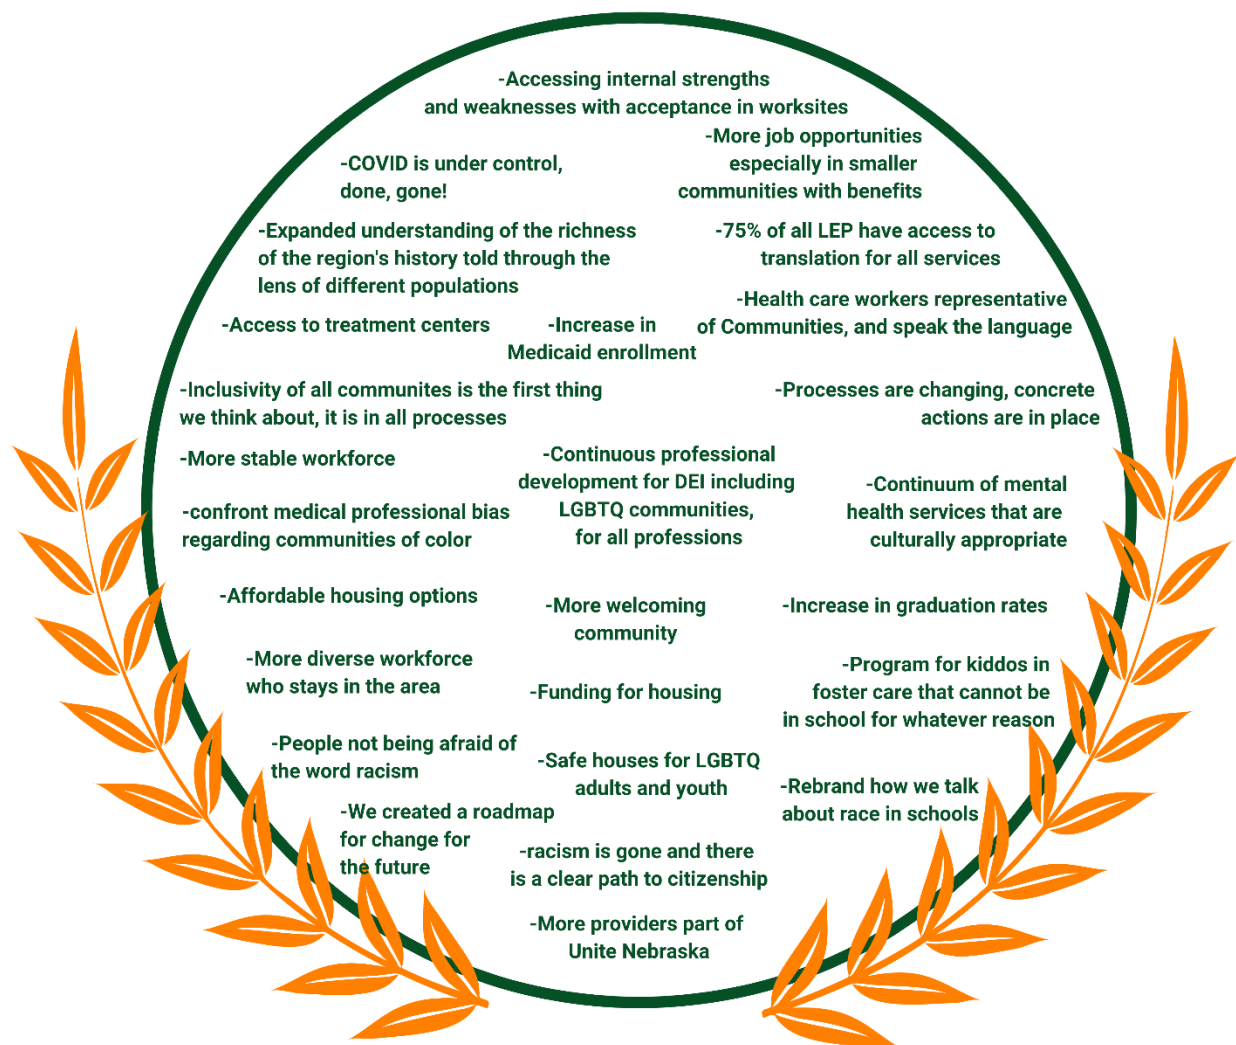 -Accessing internal strengths
and weaknesses with acceptance in worksites
-More job opportunities
especially in smaller
communities with benefits
-COVID is under control,
done, gone!
-Expanded understanding of the richness
of the region's history told through the
lens of different populations
-75% of all LEP have access to
translation for all services
-Health care workers representative
of Communities, and speak the language
-Access to treatment centers
-Increase in
Medicaid enrollment
-Inclusivity of all communites is the first thing
we think about, it is in all processes
-Processes are changing, concrete
actions are in place
-More stable workforce
-Continuous professional
development for DEI including
LGBTQ communities,
for all professions
-Continuum of mental
health services that are
culturally appropriate
-confront medical professional bias
regarding communities of color
-Affordable housing options
-More welcoming
community
-Increase in graduation rates
-More diverse workforce
who stays in the area
-Funding for housing
-Program for kiddos in
foster care that cannot be
in school for whatever reason
-People not being afraid of
the word racism
-Safe houses for LGBTQ
adults and youth
-Rebrand how we talk
about race in schools
-We created a roadmap
for change for
the future
-racism is gone and there
is a clear path to citizenship
-More providers part of
Unite Nebraska